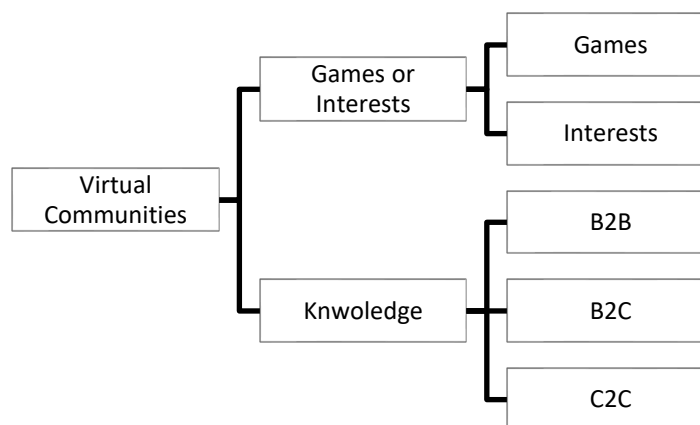 Virtual
Communities
Games or
Interests
Games
Interests
Knwoledge
B2B
B2C
C2C